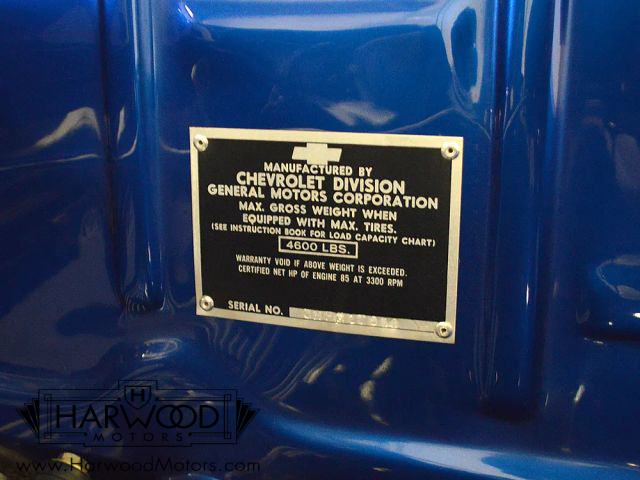 MANUFACTURED BY
CHEVROLET DIVISION
GENERAL MOTORS CORPORATION
MAX. GROSS WEIGHT WHEN
EQUIPPED WITH MAX. TIRES.
(SEE INSTRUCTION BOOK FOR LOAD CAPACITY CHART)
4600 LBS.
WARRANTY VOID IF ABOVE WEIGHT IS EXCEEDED.
CERTIFIED NET HP OF ENGINE 85 AT 3300 RPM
SERIAL NO.
H
HARWOOD
MOTORS
www.HarwoodMotors.com